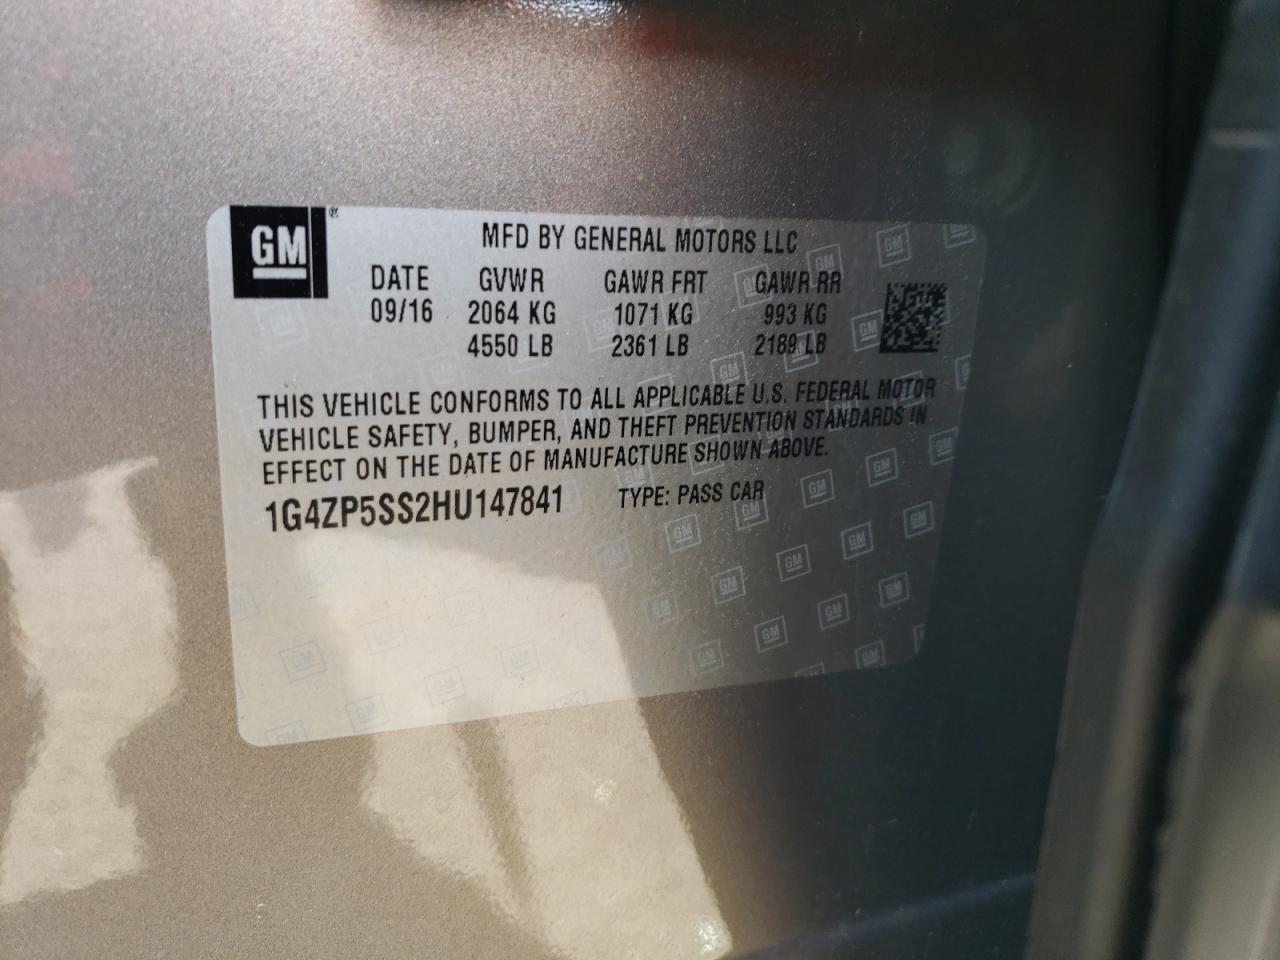 GM®
MFD BY GENERAL MOTORS LLC
DATE GVWR GAWR FRT GAWR RR
09/16 2064 KG 1071 KG 993 KG
4550 LB 2361 LB 2189 LB
THIS VEHICLE CONFORMS TO ALL APPLICABLE U.S. FEDERAL MOTOR
VEHICLE SAFETY, BUMPER, AND THEFT PREVENTION STANDARDS IN
EFFECT ON THE DATE OF MANUFACTURE SHOWN ABOVE.
1G4ZP5SS2HU147841 TYPE: PASS CAR